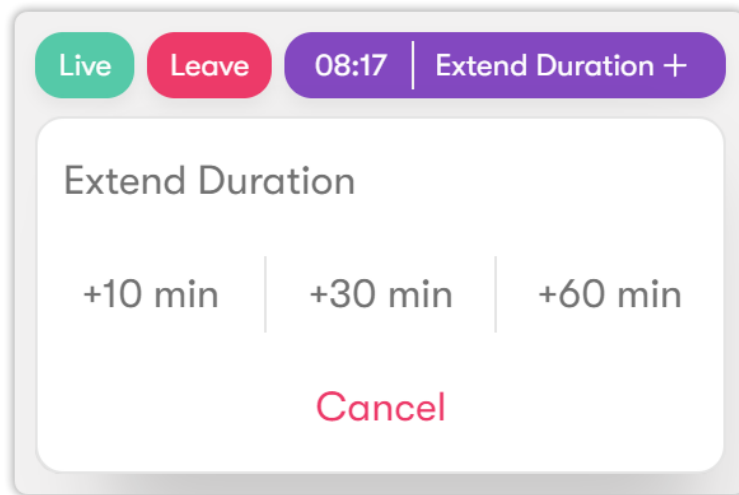 Live Leave 08:17 Extend Duration +
Extend Duration
+10 min +30 min +60 min
Cancel